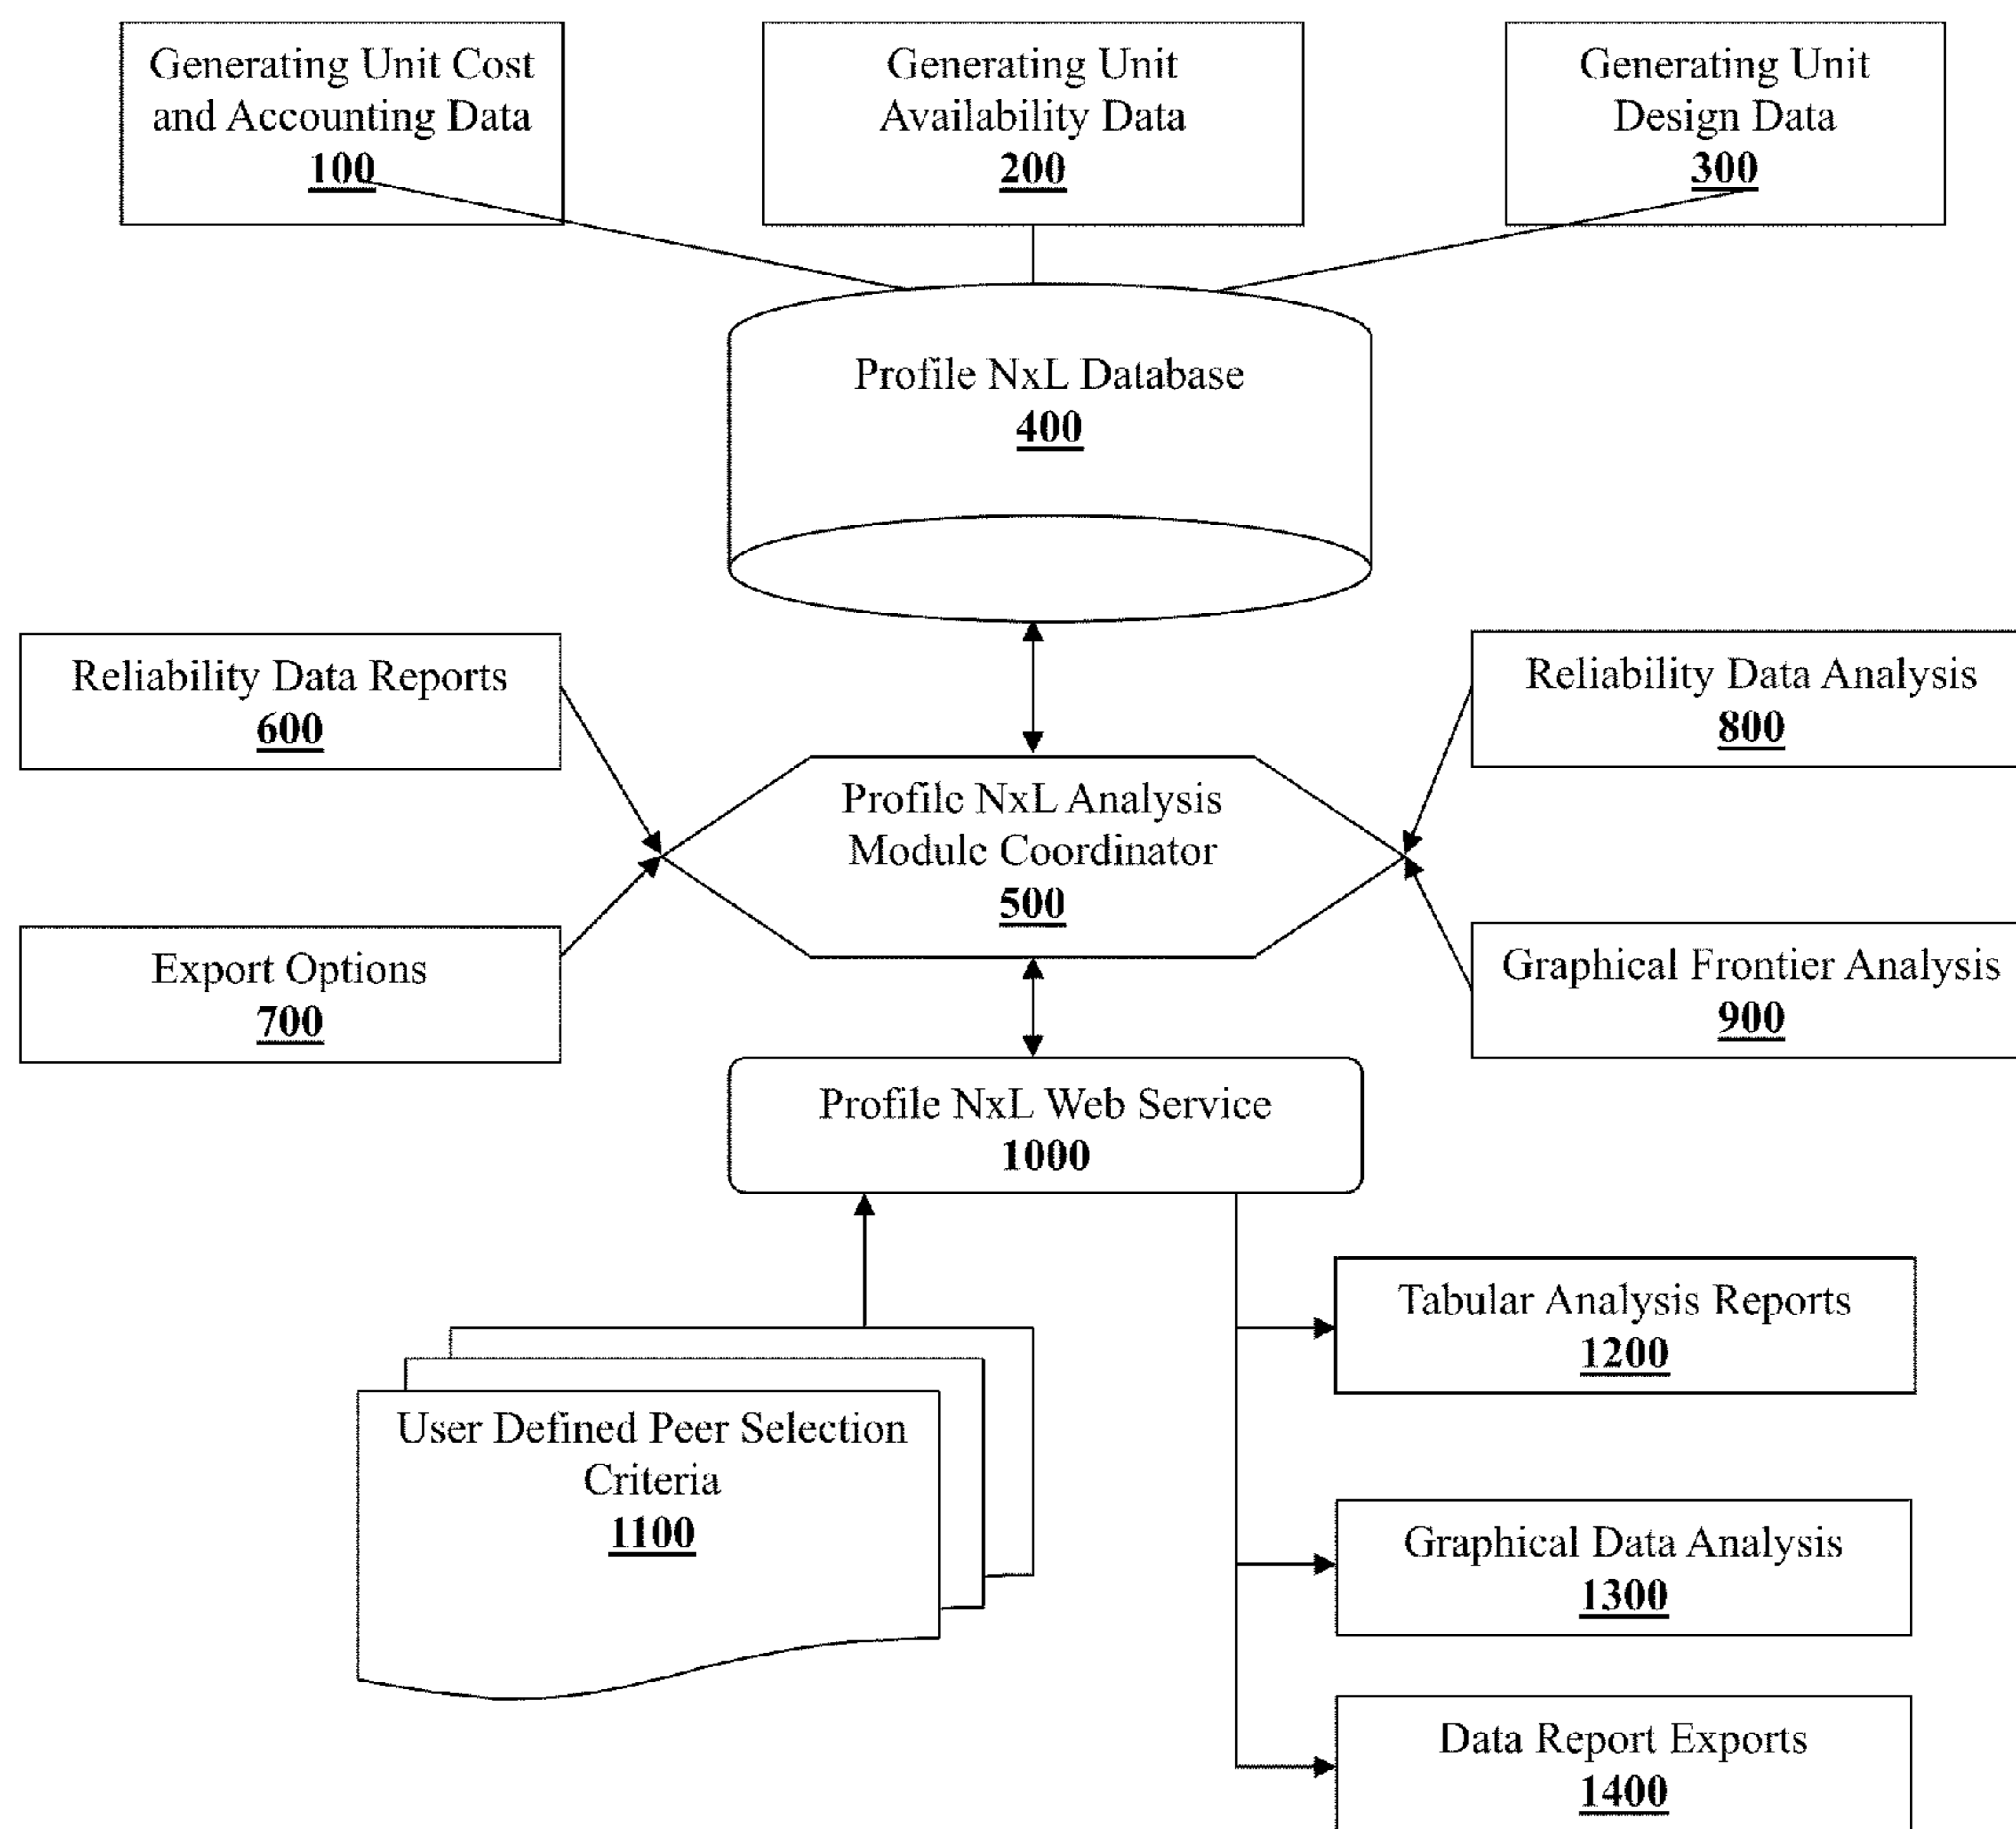 Generating Unit Cost
and Accounting Data
100
Generating Unit
Availability Data
200
Generating Unit
Design Data
300
Profile NxL Database
400
Reliability Data Reports
600
Reliability Data Analysis
800
Profile NxL Analysis
Module Coordinator
500
Export Options
700
Graphical Frontier Analysis
900
Profile NxL Web Service
1000
Tabular Analysis Reports
1200
User Defined Peer Selection
Criteria
1100
Graphical Data Analysis
1300
Data Report Exports
1400